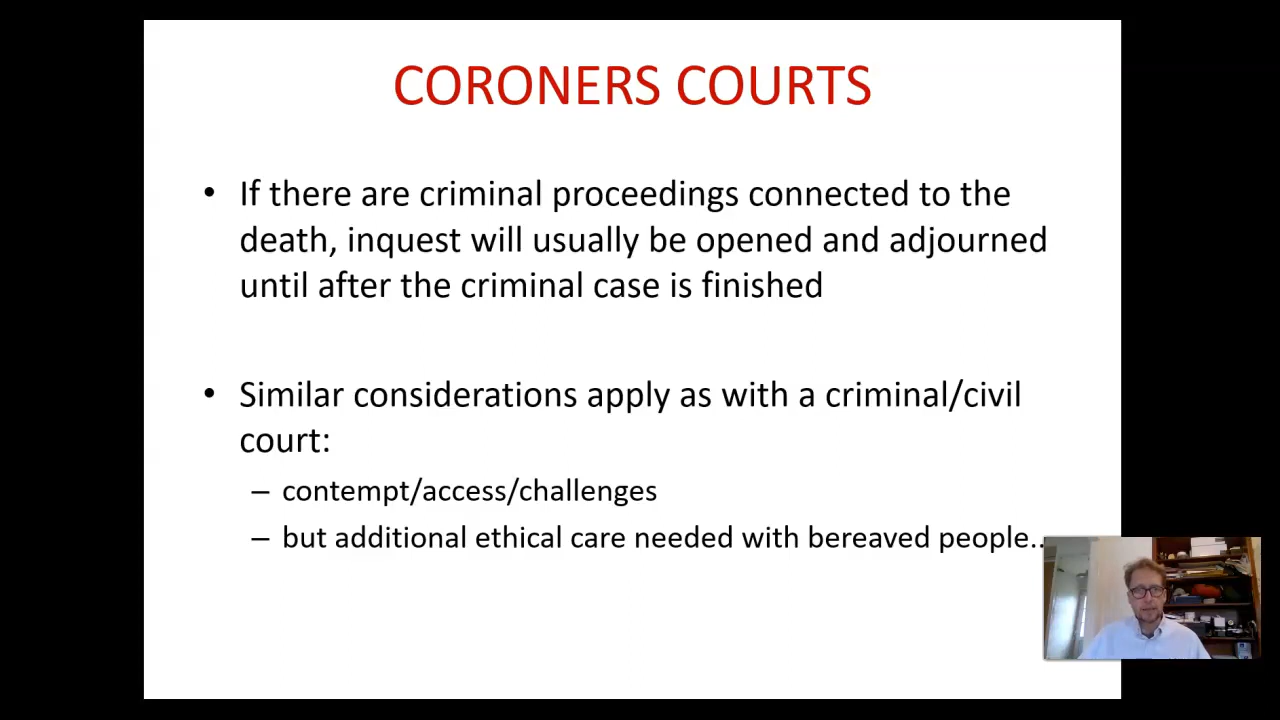 CORONERS COURTS
• If there are criminal proceedings connected to the
death, inquest will usually be opened and adjourned
until after the criminal case is finished
• Similar considerations apply as with a criminal/civil
court:
– contempt/access/challenges
– but additional ethical care needed with bereaved people..